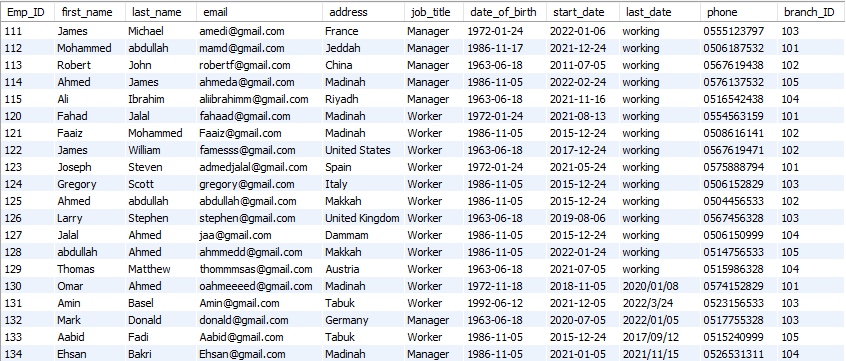 Emp_ID first_name last_name email address job_title date_of_birth start_date last_date phone branch_ID
111 James Michael amedi@gmail.com France Manager 1972-01-24 2022-01-06 working 0555123797 103
112 Mohammed abdullah mamd@gmail.com Jeddah Manager 1986-11-17 2021-12-24 working 0506187532 101
113 Robert John robertf@gmail.com China Manager 1963-06-18 2011-07-05 working 0567619438 102
114 Ahmed James ahmeda@gmail.com Madinah Manager 1986-11-05 2022-02-24 working 0576137532 105
115 Ali Ibrahim aliibrahimm@gmail.com Riyadh Manager 1963-06-18 2021-11-16 working 0516542438 104
120 Fahad Jalal fahaad@gmail.com Madinah Worker 1972-01-24 2021-08-13 working 0554563159 101
121 Faaiz Mohammed Faaiz@gmail.com Madinah Worker 1986-11-05 2015-12-24 working 0508616141 102
122 James William famesss@gmail.com United States Worker 1963-06-18 2017-12-24 working 0567619471 102
123 Joseph Steven admedjalal@gmail.com Spain Worker 1972-01-24 2021-05-24 working 0575888794 101
124 Gregory Scott gregory@gmail.com Italy Worker 1986-11-05 2015-12-24 working 0506152829 103
125 Ahmed abdullah abdullah@gmail.com Makkah Worker 1986-11-05 2015-12-24 working 0504456533 102
126 Larry Stephen stephen@gmail.com United Kingdom Worker 1963-06-18 2019-08-06 working 0567456328 103
127 Jalal Ahmed jaa@gmail.com Dammam Worker 1986-11-05 2015-12-24 working 0506150999 104
128 abdullah Ahmed ahmmedd@gmail.com Makkah Worker 1986-11-05 2022-01-24 working 0514756533 105
129 Thomas Matthew thommmsas@gmail.com Austria Worker 1963-06-18 2021-07-05 working 0515986328 104
130 Omar Ahmed oahmeeeed@gmail.com Madinah Worker 1972-11-18 2018-11-05 2020/01/08 0574152829 101
131 Amin Basel Amin@gmail.com Tabuk Worker 1992-06-12 2021-12-05 2022/3/24 0523156533 103
132 Mark Donald donald@gmail.com Germany Manager 1963-06-18 2020-07-05 2022/01/05 0517755328 103
133 Aabid Fadi Aabid@gmail.com Tabuk Worker 1986-11-05 2015-12-24 2017/09/12 0515240999 105
134 Ehsan Bakri Ehsan@gmail.com Madinah Manager 1986-11-05 2021-01-05 2021/11/15 0526531311 104